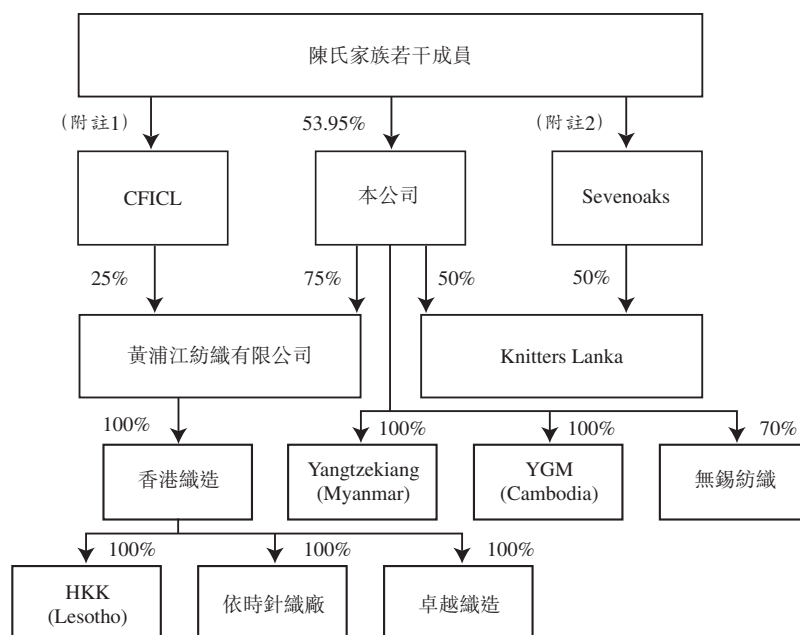 陳氏家族若干成員
(附註1)
53.95%
(附註2)
CFICL
本公司
Sevenoaks
25%
75%
50%
50%
黃浦江紡織有限公司
Knitters Lanka
100%
100%
100%
70%
香港織造
Yangtzekiang
(Myanmar)
YGM
(Cambodia)
無錫紡織
100%
100%
100%
HKK
(Lesotho)
依時針織廠
卓越織造